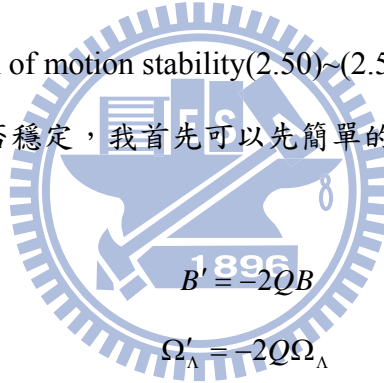 of motion stability(2.50)~(2.5
穩定，我首先可以先簡單的
1896
B′ = −2QB
Ω′_Λ = −2QΩ_Λ